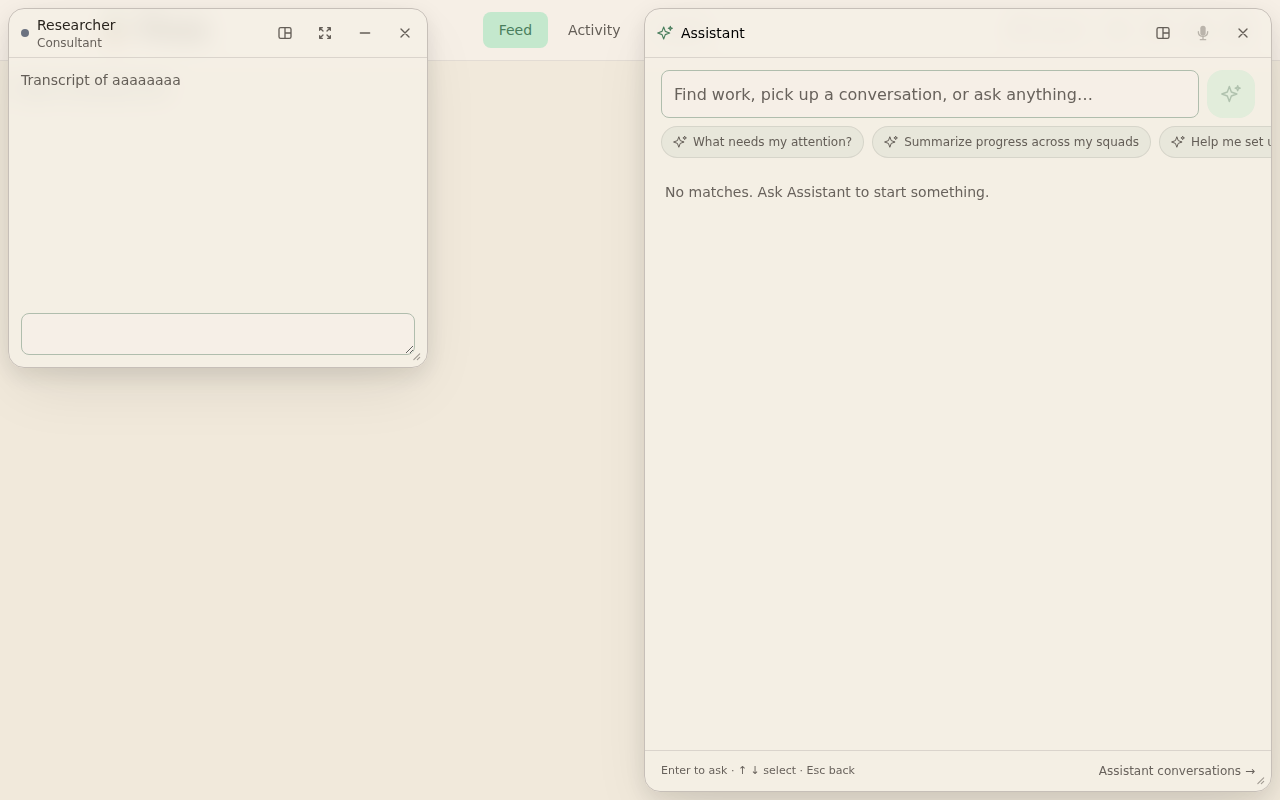 Researcher
Consultant
Transcript of aaaaaaaa
Feed
Activity
Assistant
Find work, pick up a conversation, or ask anything...
What needs my attention?
Summarize progress across my squads
Help me set u
No matches. Ask Assistant to start something.
Enter to ask · ↑ ↓ select · Esc back
Assistant conversations →